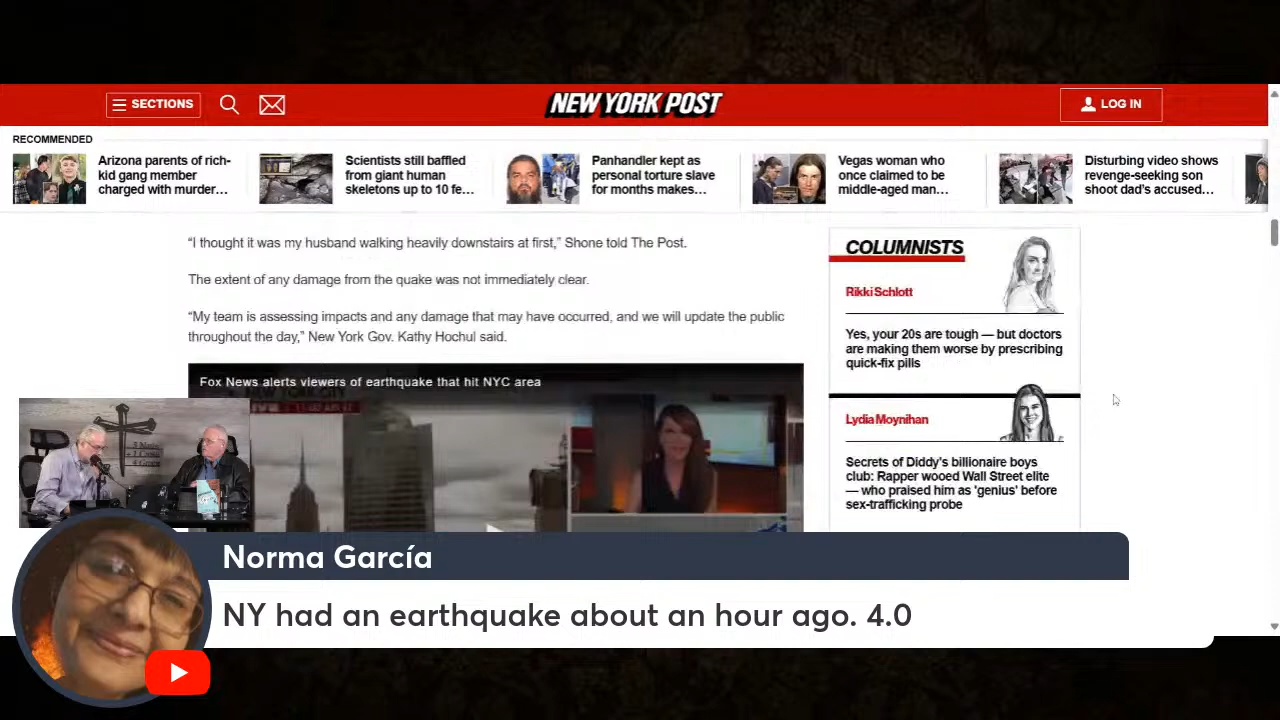 SECTIONS
NEW YORK POST
LOG IN
RECOMMENDED
Arizona parents of rich-
kid gang member
charged with murder...
Scientists still baffled
from giant human
skeletons up to 10 fe...
Panhandler kept as
personal torture slave
for months makes...
Vegas woman who
once claimed to be
middle-aged man...
Disturbing video shows
revenge-seeking son
shoot dad's accused...
“I thought it was my husband walking heavily downstairs at first,” Shone told The Post.
The extent of any damage from the quake was not immediately clear.
“My team is assessing impacts and any damage that may have occurred, and we will update the public
throughout the day,” New York Gov. Kathy Hochul said.
Fox News alerts viewers of earthquake that hit NYC area
NEW YORK CITY
COLUMNISTS
Rikki Schlott
Yes, your 20s are tough — but doctors
are making them worse by prescribing
quick-fix pills
Lydia Moynihan
Secrets of Diddy's billionaire boys
club: Rapper wooed Wall Street elite
— who praised him as 'genius' before
sex-trafficking probe
3 Nails
+ 1 Cross
4 Given
Norma García
NY had an earthquake about an hour ago. 4.0